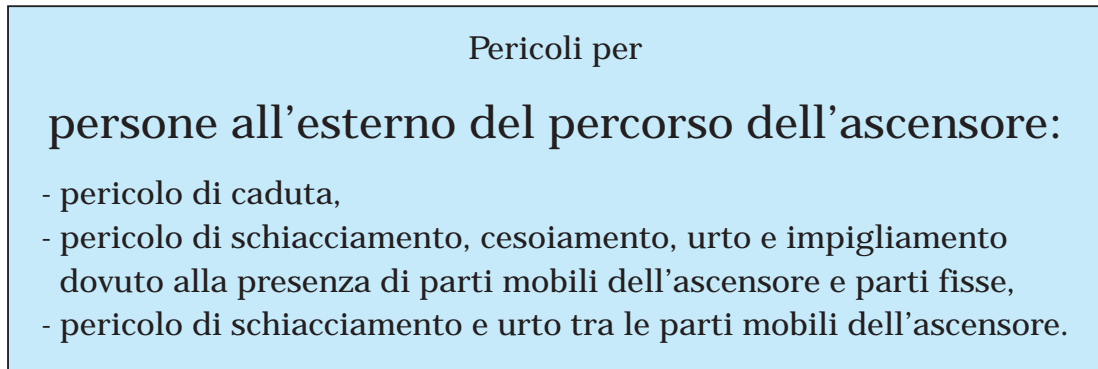 Pericoli per
persone all’esterno del percorso dell’ascensore:
- pericolo di caduta,
- pericolo di schiacciamento, cesoiamento, urto e impigliamento
dovuto alla presenza di parti mobili dell’ascensore e parti fisse,
- pericolo di schiacciamento e urto tra le parti mobili dell’ascensore.